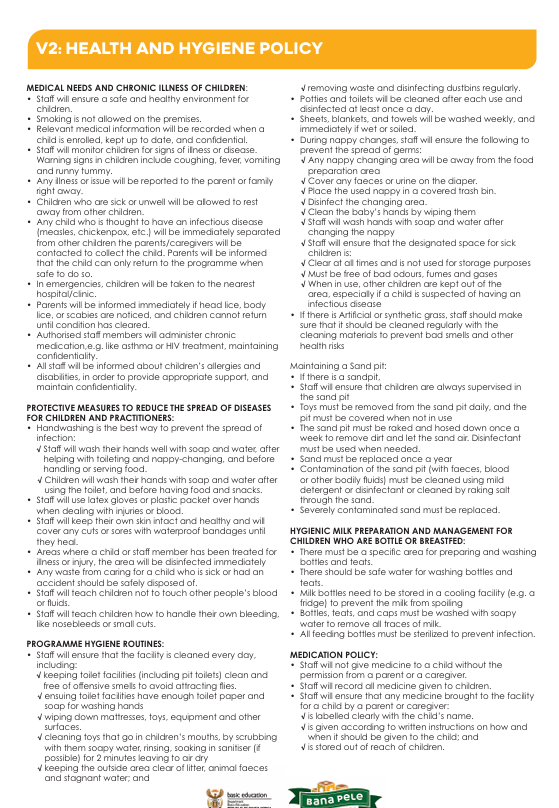 V2: HEALTH AND HYGIENE POLICY
MEDICAL NEEDS AND CHRONIC ILLNESS OF CHILDREN:
• Staff will ensure a safe and healthy environment for
children.
• Smoking is not allowed on the premises.
• Relevant medical information will be recorded when a
child is enrolled, kept up to date, and confidential.
• Staff will monitor children for signs of illness or disease.
Warning signs in children include coughing, fever, vomiting
and runny tummy.
• Any illness or issue will be reported to the parent or family
right away.
• Children who are sick or unwell will be allowed to rest
away from other children.
• Any child who is thought to have an infectious disease
(measles, chickenpox, etc.) will be immediately separated
from other children the parents/caregivers will be
contacted to collect the child. Parents will be informed
that the child can only return to the programme when
safe to do so.
• In emergencies, children will be taken to the nearest
hospital/clinic.
• Parents will be informed immediately if head lice, body
lice, or scabies are noticed, and children cannot return
until condition has cleared.
• Authorised staff members will administer chronic
medication,e.g. like asthma or HIV treatment, maintaining
confidentiality.
• All staff will be informed about children's allergies and
disabilities, in order to provide appropriate support, and
maintain confidentiality.
PROTECTIVE MEASURES TO REDUCE THE SPREAD OF DISEASES
FOR CHILDREN AND PRACTITIONERS:
• Handwashing is the best way to prevent the spread of
infection:
√ Staff will wash their hands well with soap and water, after
helping with toileting and nappy-changing, and before
handling or serving food.
√ Children will wash their hands with soap and water after
using the toilet, and before having food and snacks.
• Staff will use latex gloves or plastic packet over hands
when dealing with injuries or blood.
• Staff will keep their own skin intact and healthy and will
cover any cuts or sores with waterproof bandages until
they heal.
• Areas where a child or staff member has been treated for
illness or injury, the area will be disinfected immediately
• Any waste from caring for a child who is sick or had an
accident should be safely disposed of.
• Staff will teach children not to touch other people's blood
or fluids.
• Staff will teach children how to handle their own bleeding,
like nosebleeds or small cuts.
PROGRAMME HYGIENE ROUTINES:
• Staff will ensure that the facility is cleaned every day,
including:
√ keeping toilet facilities (including pit toilets) clean and
free of offensive smells to avoid attracting flies.
√ ensuing toilet facilities have enough toilet paper and
soap for washing hands
√ wiping down mattresses, toys, equipment and other
surfaces.
√ cleaning toys that go in children's mouths, by scrubbing
with them soapy water, rinsing, soaking in sanitiser (if
possible) for 2 minutes leaving to air dry
√ keeping the outside area clear of litter, animal faeces
and stagnant water; and
√ removing waste and disinfecting dustbins regularly.
• Potties and toilets will be cleaned after each use and
disinfected at least once a day.
• Sheets, blankets, and towels will be washed weekly, and
immediately if wet or soiled.
• During nappy changes, staff will ensure the following to
prevent the spread of germs:
√ Any nappy changing area will be away from the food
preparation area
√ Cover any faeces or urine on the diaper.
√ Place the used nappy in a covered trash bin.
√ Disinfect the changing area.
√ Clean the baby's hands by wiping them
√ Staff will wash hands with soap and water after
changing the nappy
√ Staff will ensure that the designated space for sick
children is:
√ Clear at all times and is not used for storage purposes
√ Must be free of bad odours, fumes and gases
√ When in use, other children are kept out of the
area, especially if a child is suspected of having an
infectious disease
• If there is Artificial or synthetic grass, staff should make
sure that it should be cleaned regularly with the
cleaning materials to prevent bad smells and other
health risks
Maintaining a Sand pit:
• If there is a sandpit,
• Staff will ensure that children are always supervised in
the sand pit
• Toys must be removed from the sand pit daily, and the
pit must be covered when not in use
• The sand pit must be raked and hosed down once a
week to remove dirt and let the sand air. Disinfectant
must be used when needed.
• Sand must be replaced once a year
• Contamination of the sand pit (with faeces, blood
or other bodily fluids) must be cleaned using mild
detergent or disinfectant or cleaned by raking salt
through the sand.
• Severely contaminated sand must be replaced.
HYGIENIC MILK PREPARATION AND MANAGEMENT FOR
CHILDREN WHO ARE BOTTLE OR BREASTFED:
• There must be a specific area for preparing and washing
bottles and teats.
• There should be safe water for washing bottles and
teats.
• Milk bottles need to be stored in a cooling facility (e.g. a
fridge) to prevent the milk from spoiling
• Bottles, teats, and caps must be washed with soapy
water to remove all traces of milk.
• All feeding bottles must be sterilized to prevent infection.
MEDICATION POLICY:
• Staff will not give medicine to a child without the
permission from a parent or a caregiver.
• Staff will record all medicine given to children.
• Staff will ensure that any medicine brought to the facility
for a child by a parent or caregiver:
√ is labelled clearly with the child's name.
√ is given according to written instructions on how and
when it should be given to the child; and
√ is stored out of reach of children.
basic education
BANA PELE